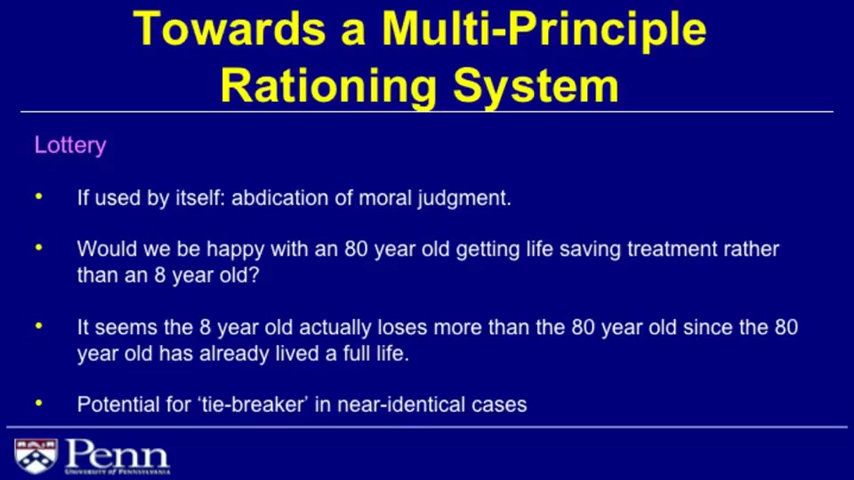 Towards a Multi-Principle
Rationing System
Lottery
• If used by itself: abdication of moral judgment.
• Would we be happy with an 80 year old getting life saving treatment rather
than an 8 year old?
• It seems the 8 year old actually loses more than the 80 year old since the 80
year old has already lived a full life.
• Potential for ‘tie-breaker’ in near-identical cases
Penn
UNIVERSITY OF PENNSYLVANIA